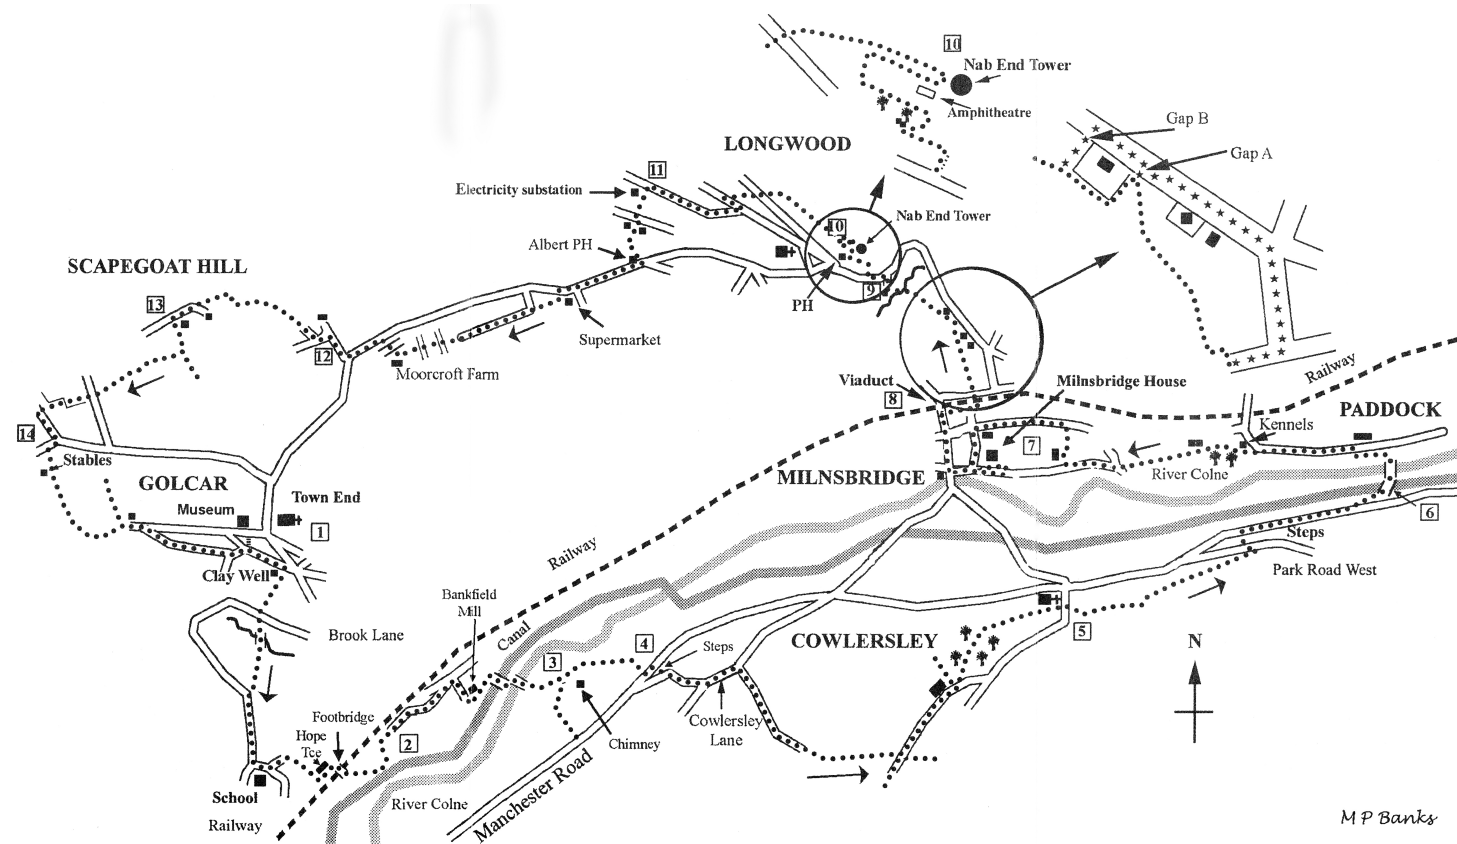 10
Nab End Tower
Amphitheatre
Gap B
Gap A
LONGWOOD
11
Electricity substation
10
Nab End Tower
Albert PH
SCAPEGOAT HILL
13
9
PH
12
Supermarket
Moorcroft Farm
Viaduct
8
Milnsbridge House
Railway
PADDOCK
Kennels
14
Stables
7
GOLCAR
MILNSBRIDGE
River Colne
Museum
Town End
1
6
Steps
Clay Well
Railway
Park Road West
Bankfield
Mill
Brook Lane
Canal
COWLERSLEY
5
4
Steps
3
N
Footbridge
Hope
Tce
2
Cowlersley
Lane
Chimney
School
River Colne
Manchester Road
Railway
M P Banks